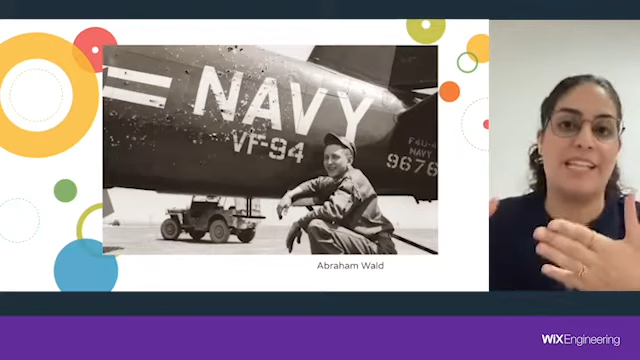 NAVY
VF-94
F4U-4
NAVY
9676
Abraham Wald
WIXEngineering